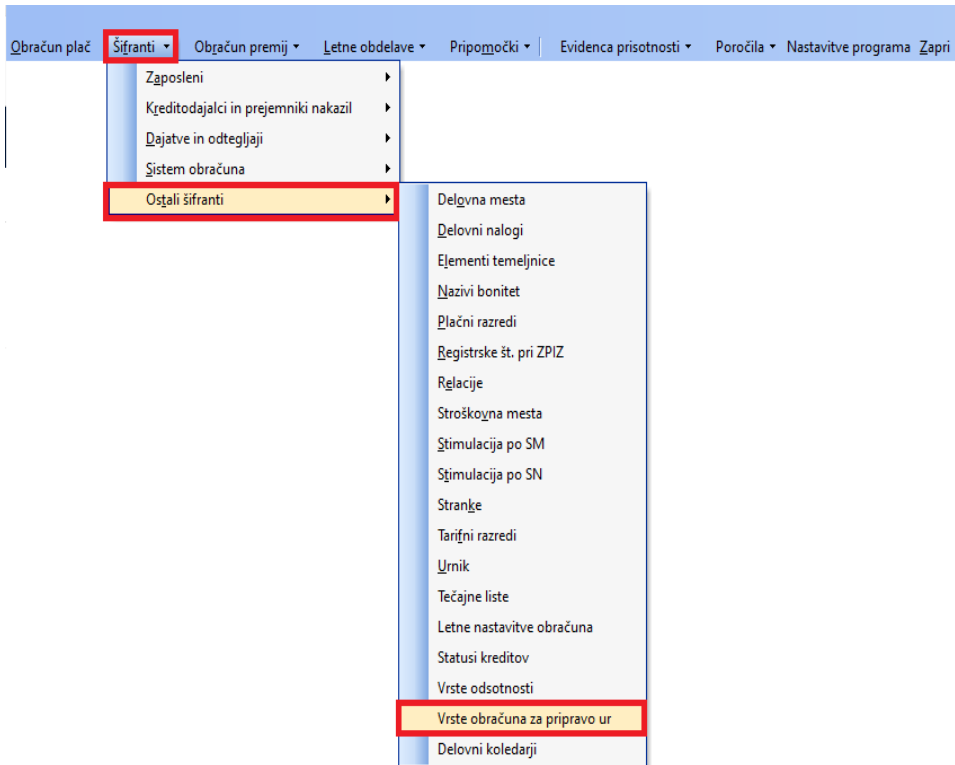 Obračun plač Šifranti Obračun premij Letne obdelave Pripomočki Evidenca prisotnosti Poročila Nastavitve programa Zapri
Zaposleni
Kreditodajalci in prejemniki nakazil
Dajatve in odtegljaji
Sistem obračuna
Ostali šifranti
Delovna mesta
Delovni nalogi
Elementi temeljnice
Nazivi bonitet
Plačni razredi
Registrske št. pri ZPIZ
Relacije
Stroškovna mesta
Stimulacija po SM
Stimulacija po SN
Stranke
Tarifni razredi
Urnik
Tečajne liste
Letne nastavitve obračuna
Statusi kreditov
Vrste odsotnosti
Vrste obračuna za pripravo ur
Delovni koledarji